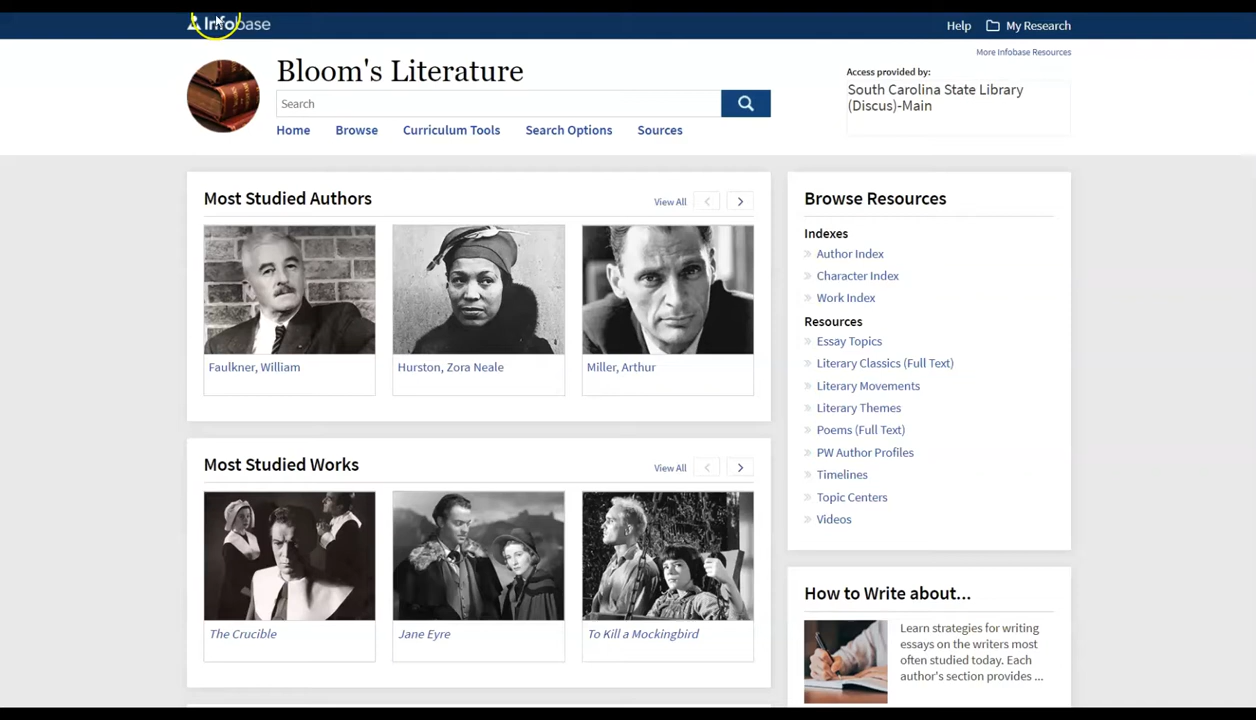 Infobase
Help
My Research
More Infobase Resources
Bloom's Literature
Access provided by:
South Carolina State Library
(Discus)-Main
Search
Home
Browse
Curriculum Tools
Search Options
Sources
Most Studied Authors
View All
Faulkner, William
Hurston, Zora Neale
Miller, Arthur
Most Studied Works
View All
The Crucible
Jane Eyre
To Kill a Mockingbird
Browse Resources
Indexes
Author Index
Character Index
Work Index
Resources
Essay Topics
Literary Classics (Full Text)
Literary Movements
Literary Themes
Poems (Full Text)
PW Author Profiles
Timelines
Topic Centers
Videos
How to Write about...
Learn strategies for writing
essays on the writers most
often studied today. Each
author's section provides ...